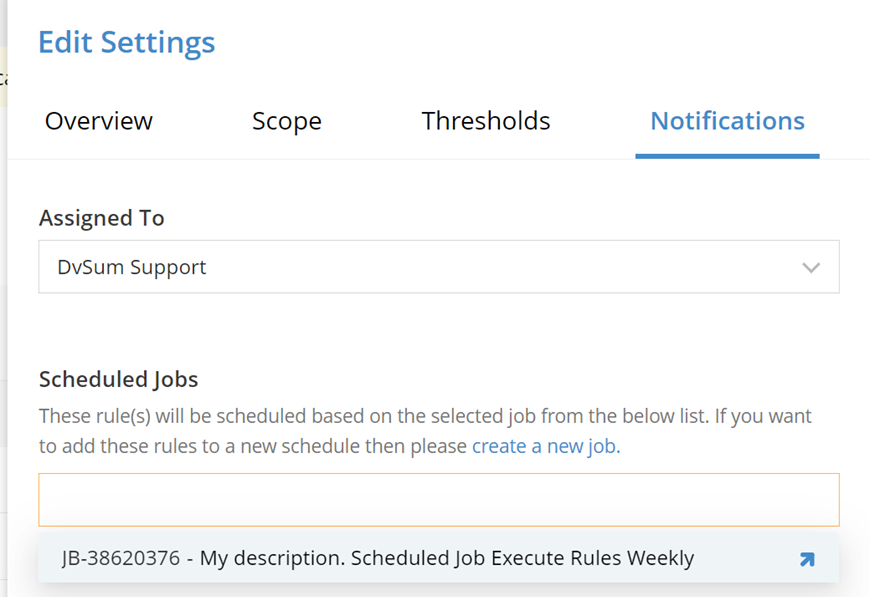 Edit Settings
Overview Scope Thresholds Notifications
Assigned To
DvSum Support
Scheduled Jobs
These rule(s) will be scheduled based on the selected job from the below list. If you want
to add these rules to a new schedule then please create a new job.
JB-38620376 - My description. Scheduled Job Execute Rules Weekly